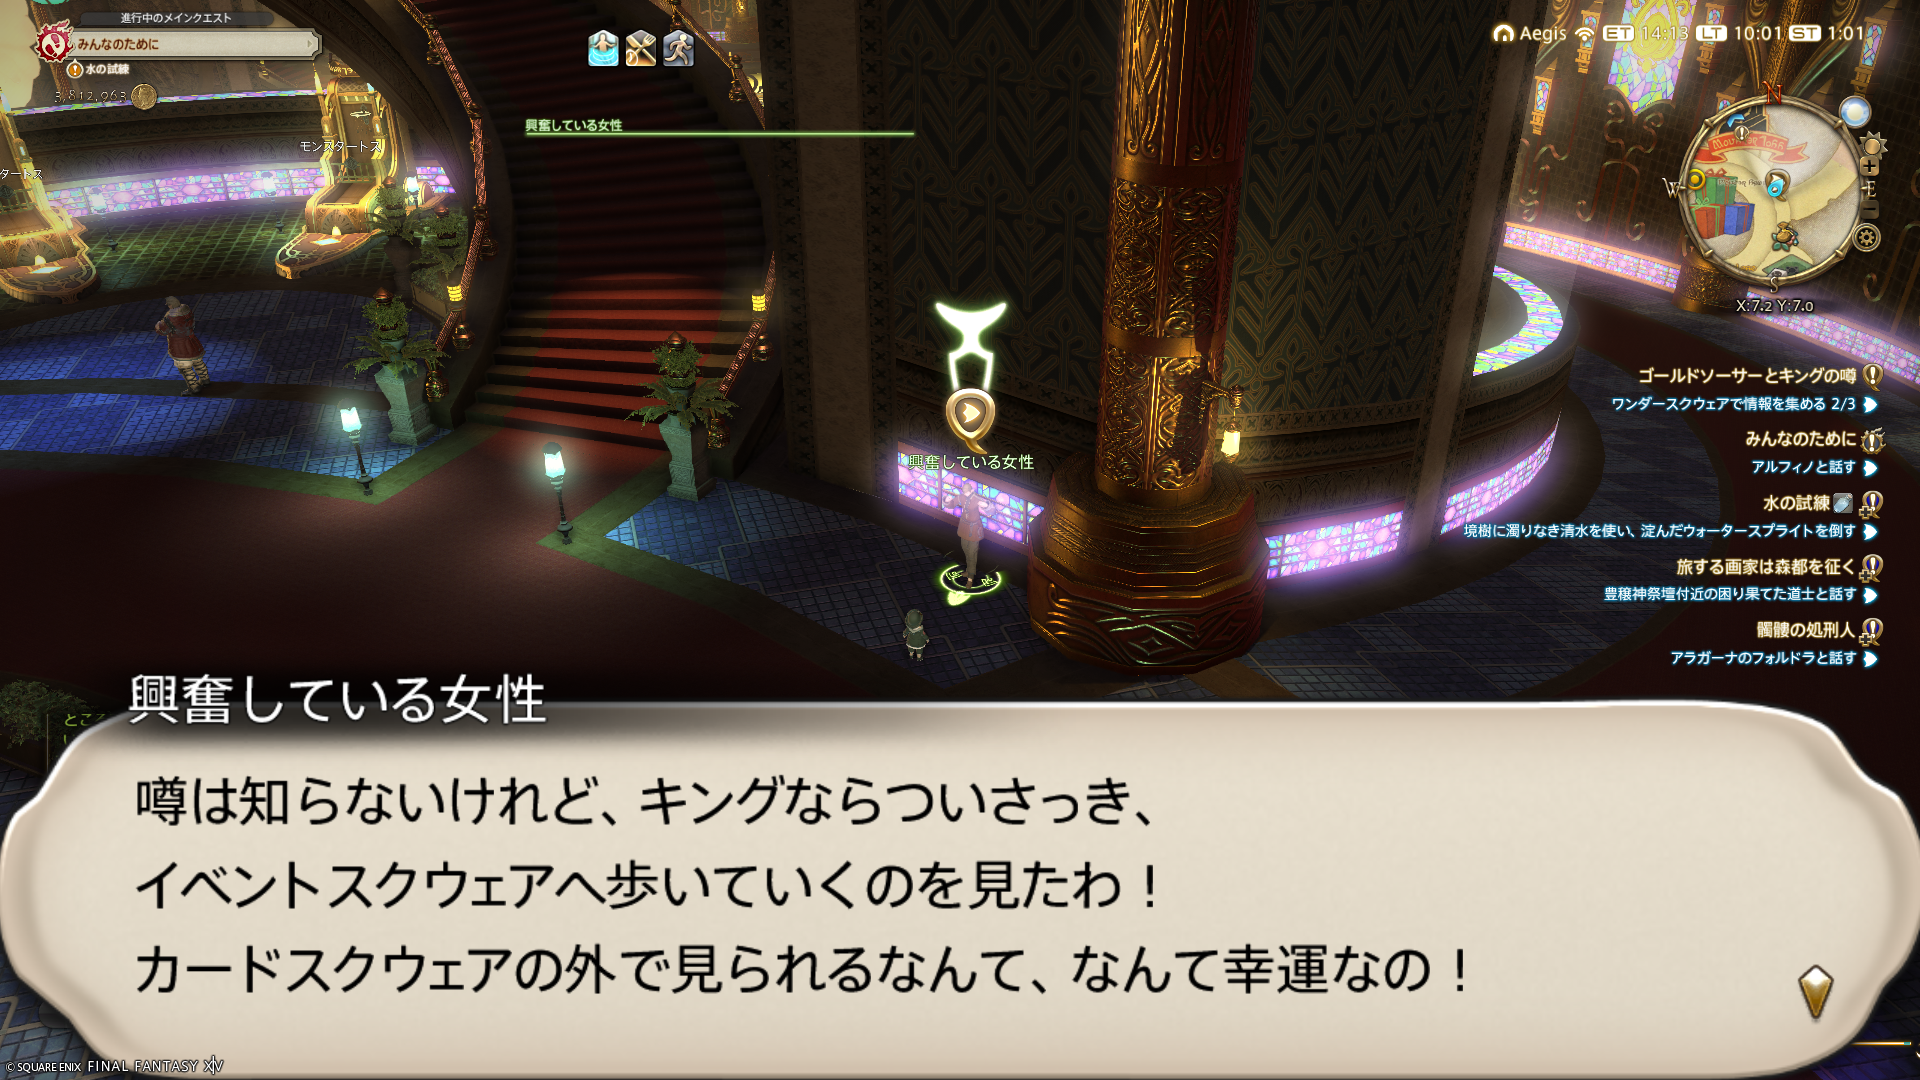 進行中のメインクエスト
みんなのために
水の試練
3,812,963
モンスタートス
タートス
興奮している女性
Aegis ET 14:13 LT 10:01 ST 1:01
N
W
E
S
X:7.2 Y:7.0
ゴールドソーサーとキングの噂
ワンダースクウェアで情報を集める 2/3
みんなのために
アルフィノと話す
水の試練
境樹に濁りなき清水を使い、淀んだウォータースプライトを倒す
旅する画家は森都を征く
豊穣神祭壇付近の困り果てた道士と話す
髑髏の処刑人
アラガーナのフォルドラと話す
興奮している女性
ところ
興奮している女性
噂は知らないけれど、キングならついさっき、
イベントスクウェアへ歩いていくのを見たわ！
カードスクウェアの外で見られるなんて、なんて幸運なの！
© SQUARE ENIX FINAL FANTASY XIV